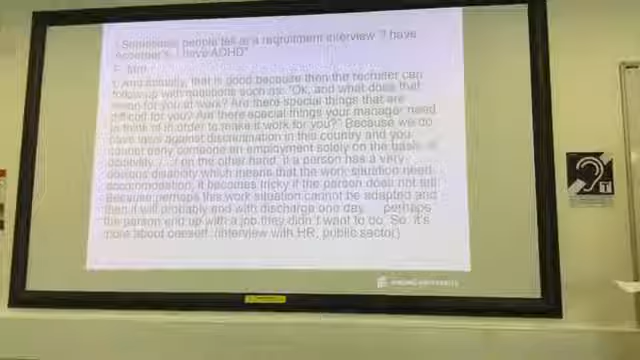 Sometimes people tell at a recruitment interview "I have
Asperger's, I have ADHD"
F: Mm
I: And actually, that is good because then the recruiter can
follow up with questions such as: "Ok, and what does that
mean for you at work? Are there special things that are
difficult for you? Are there special things your manager need
to think of in order to make it work for you?" Because we do
have laws against discrimination in this country and you
cannot deny someone an employment solely on the basis
disability. If on the other hand, if a person has a very
obvious disability which means that the work situation need
accommodation, it becomes tricky if the person does not tell
Because perhaps this work situation cannot be adapted and
then it will probably end with discharge one day perhaps
the person end up with a job they didn't want to do. So, it's
more about oneself. (Interview with HR, public sector)
UNIVERSITY
T